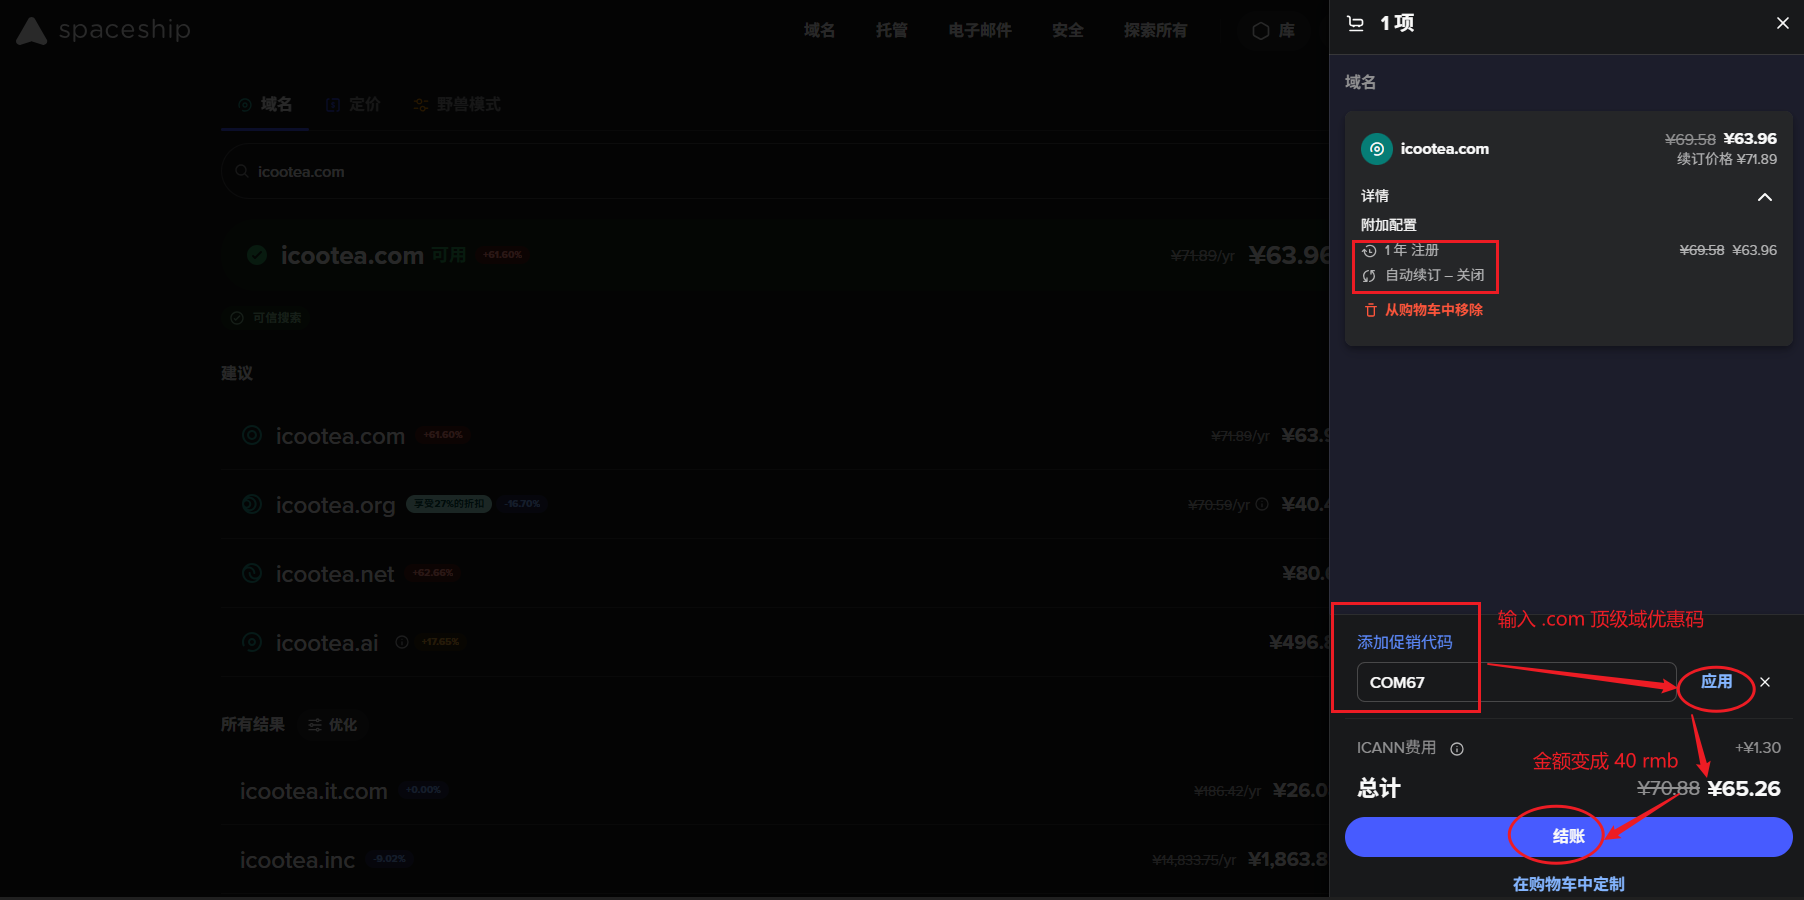 spaceship
域名 托管 电子邮件 安全 探索所有 库
域名 定价 野兽模式
icootea.com
icootea.com 可用 +61.60% ¥71.89/yr ¥63.96
可信搜索
建议
icootea.com +61.60% ¥71.89/yr ¥63.9
icootea.org 享受27%的折扣 -16.70% ¥70.59/yr ¥40.4
icootea.net +62.66% ¥80.6
icootea.ai +17.65% ¥496.8
所有结果 优化
icootea.it.com +0.00% ¥186.42/yr ¥26.0
icootea.inc -9.02% ¥14,833.75/yr ¥1,863.8
1 项
域名
icootea.com ¥69.58 ¥63.96
续订价格 ¥71.89
详情
附加配置
1 年 注册 ¥69.58 ¥63.96
自动续订 – 关闭
从购物车中移除
输入 .com 顶级域优惠码
添加促销代码
COM67 应用
ICANN费用 +¥1.30
金额变成 40 rmb
总计 ¥70.88 ¥65.26
结账
在购物车中定制